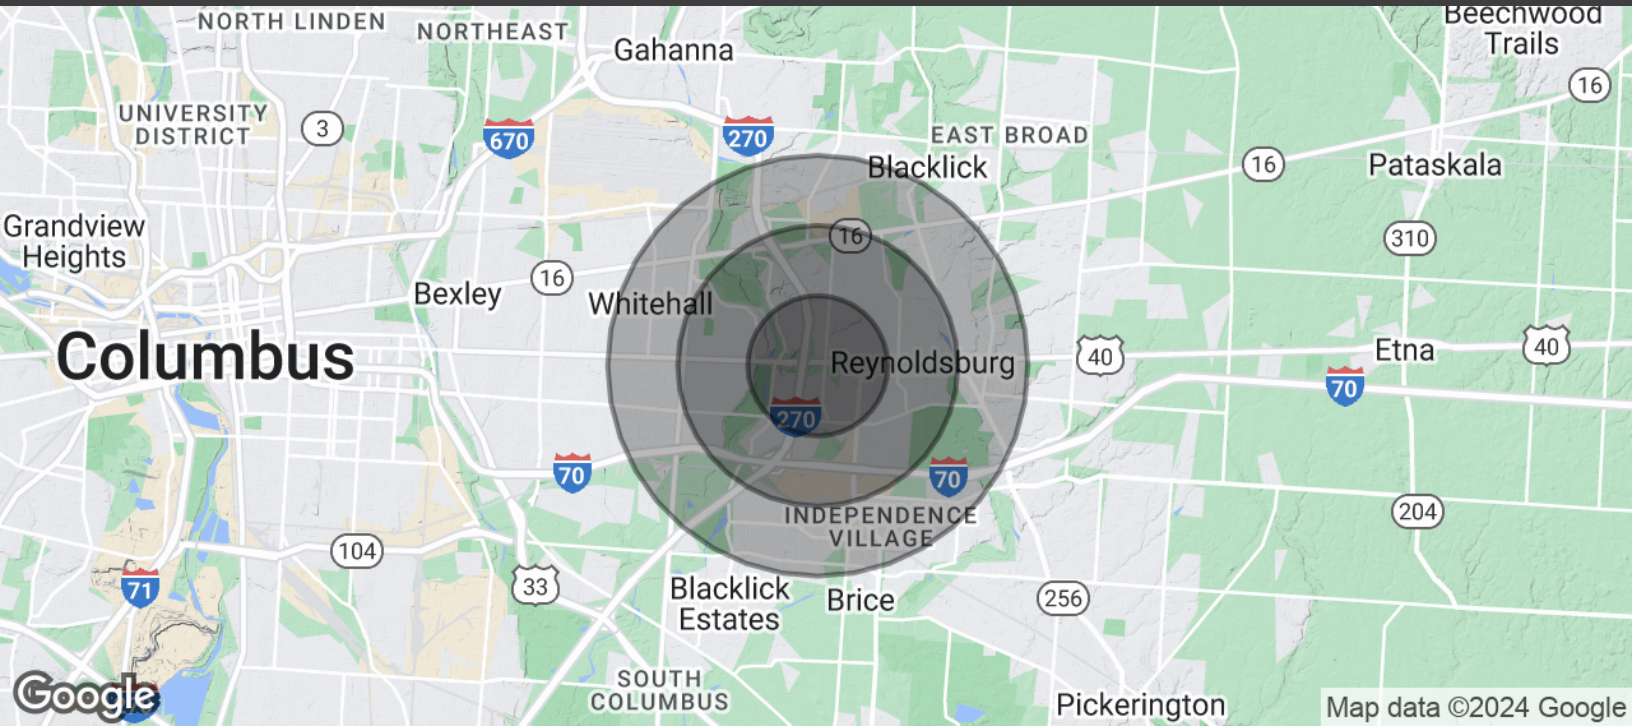 NORTH LINDEN
NORTHEAST
Gahanna
Beechwood
Trails
16
UNIVERSITY
DISTRICT
3
670
270
EAST BROAD
Blacklick
16
Pataskala
Grandview
Heights
16
310
Bexley
16
Whitehall
Columbus
Reynoldsburg
40
Etna
40
70
270
70
70
INDEPENDENCE
VILLAGE
204
104
71
33
Blacklick
Estates
Brice
256
SOUTH
COLUMBUS
Pickerington
Google
Map data ©2024 Google